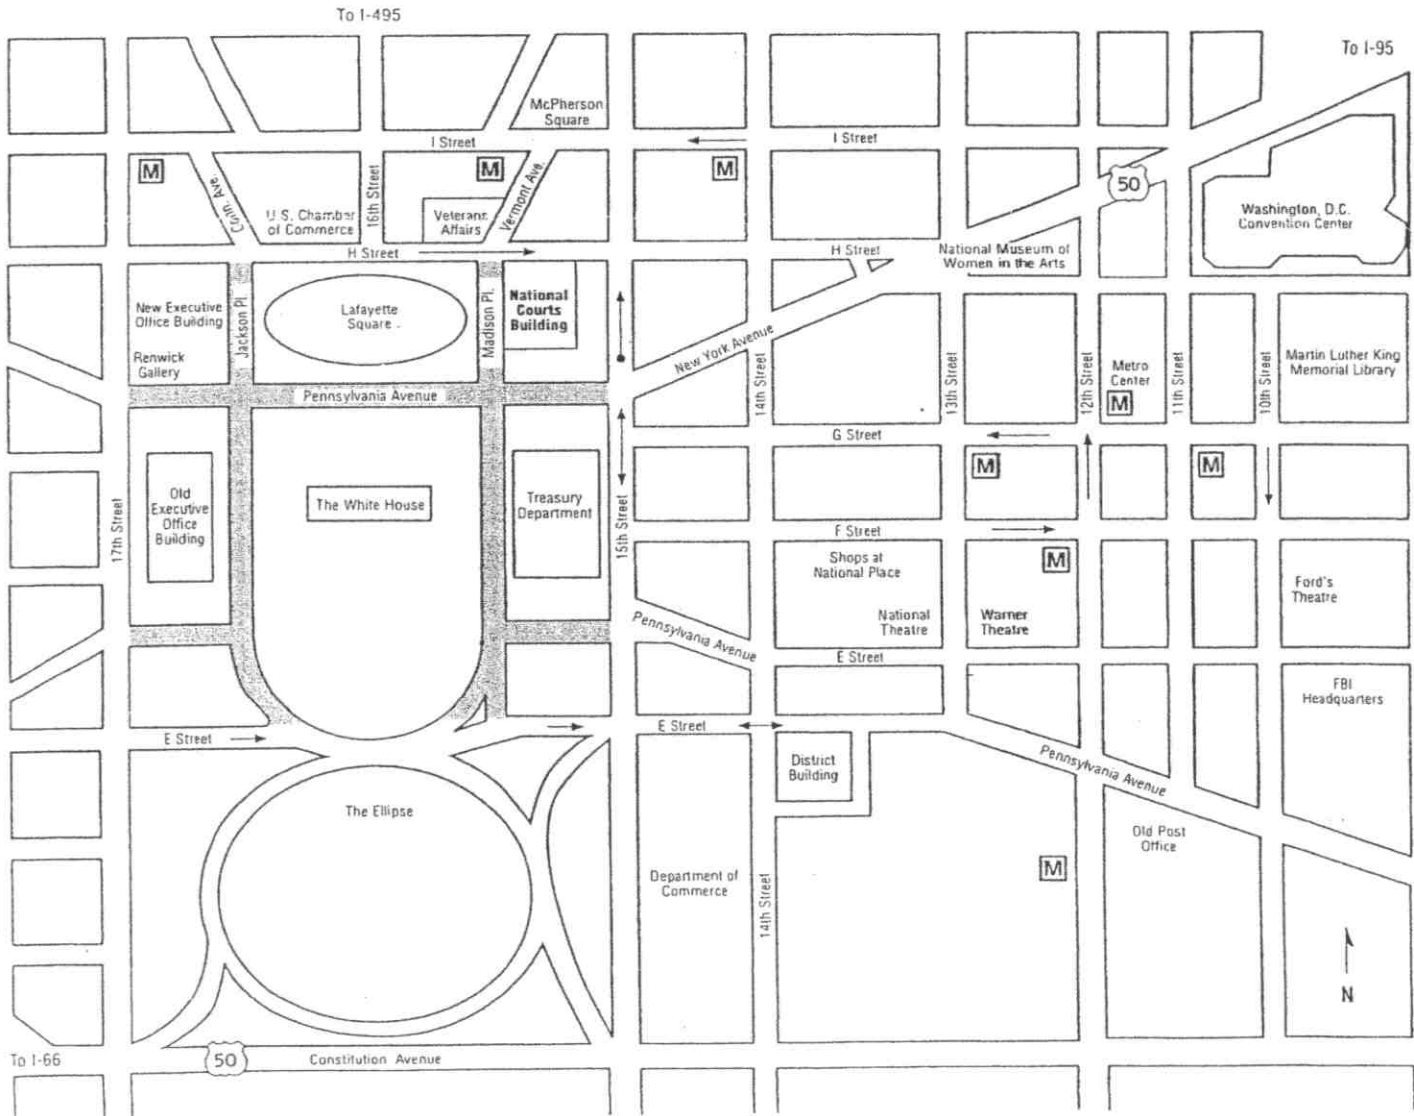 To I-495
To I-95
McPherson
Square
I Street
I Street
M
M
M
Conn. Ave.
16th Street
Vermont Ave.
50
U.S. Chamber
of Commerce
Veterans
Affairs
Washington, D.C.
Convention Center
H Street
H Street
National Museum of
Women in the Arts
New Executive
Office Building
Jackson Pl.
Lafayette
Square
Madison Pl.
National
Courts
Building
Renwick
Gallery
New York Avenue
14th Street
13th Street
Metro
Center
M
12th Street
11th Street
10th Street
Martin Luther King
Memorial Library
Pennsylvania Avenue
G Street
M
M
17th Street
Old
Executive
Office
Building
The White House
Treasury
Department
15th Street
F Street
Shops at
National Place
M
National
Theatre
Warner
Theatre
Ford's
Theatre
Pennsylvania Avenue
E Street
FBI
Headquarters
E Street
E Street
District
Building
Pennsylvania Avenue
The Ellipse
Old Post
Office
Department of
Commerce
14th Street
M
N
To I-66
50
Constitution Avenue